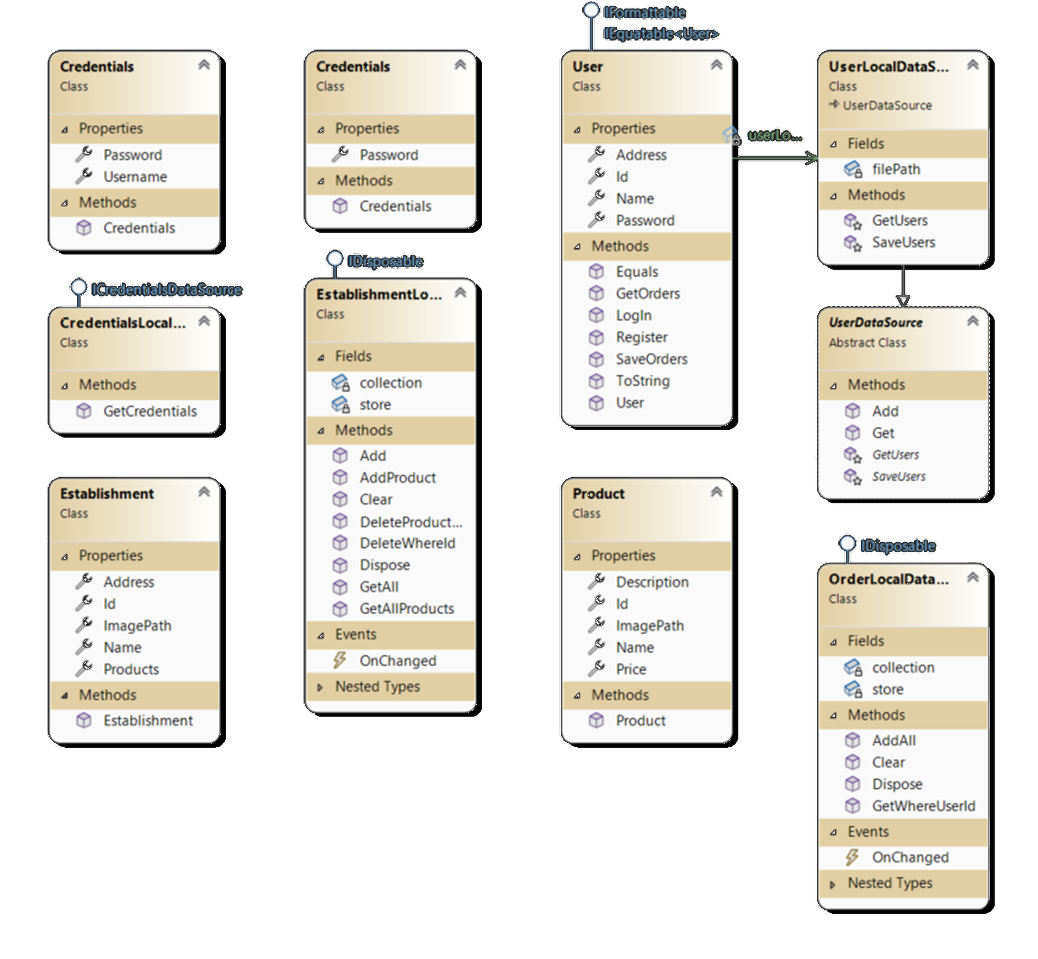 Credentials
Class
Properties
Password
Username
Methods
Credentials
ICredentialsDataSource
CredentialsLocal...
Class
Methods
GetCredentials
Establishment
Class
Properties
Address
Id
ImagePath
Name
Products
Methods
Establishment
Credentials
Class
Properties
Password
Methods
Credentials
IDisposable
EstablishmentLo...
Class
Fields
collection
store
Methods
Add
AddProduct
Clear
DeleteProduct...
DeleteWhereId
Dispose
GetAll
GetAllProducts
Events
OnChanged
Nested Types
IFormattable
IEquatable<User>
User
Class
Properties
Address
Id
Name
Password
Methods
Equals
GetOrders
LogIn
Register
SaveOrders
ToString
User
userLo...
Product
Class
Properties
Description
Id
ImagePath
Name
Price
Methods
Product
UserLocalDataS...
Class
UserDataSource
Fields
filePath
Methods
GetUsers
SaveUsers
UserDataSource
Abstract Class
Methods
Add
Get
GetUsers
SaveUsers
IDisposable
OrderLocalData...
Class
Fields
collection
store
Methods
AddAll
Clear
Dispose
GetWhereUserId
Events
OnChanged
Nested Types